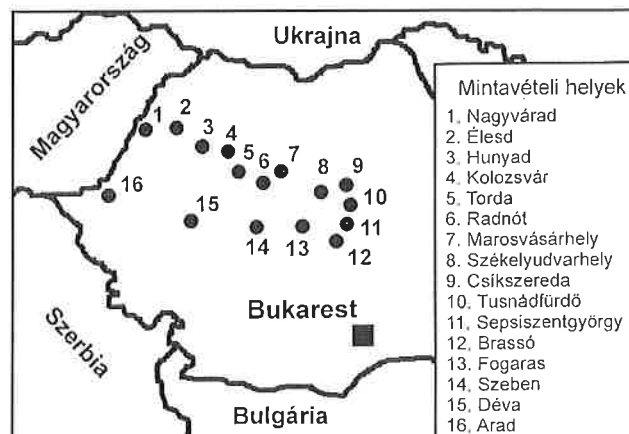 Ukrajna
Magyarország
Mintavételi helyek
1, Nagyvárad
2, Élesd
3, Hunyad
4, Kolozsvár
5, Torda
6, Radnót
7, Marosvásárhely
8, Székelyudvarhely
9, Csíkszereda
10, Tusnádfürdő
11, Sepsiszentgyörgy
12, Brassó
13, Fogaras
14, Szeben
15, Déva
16, Arad
1
2
3
4
5
6
7
8
9
10
11
12
13
14
15
16
Bukarest
Szerbia
Bulgária